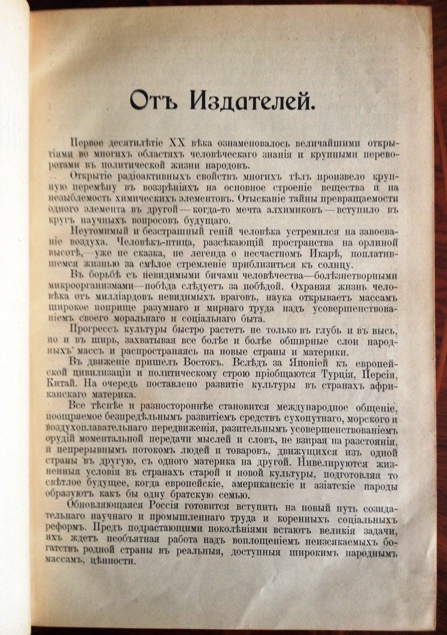 Отъ Издателей.
Первое десятилѣтіе XX вѣка ознаменовалось величайшими откры-
тіями во многихъ областяхъ человѣческаго знанія и крупными перево-
ротами въ политической жизни народовъ.
Открытіе радіоактивныхъ свойствъ многихъ тѣлъ произвело круп-
ную перемѣну въ воззрѣніяхъ на основное строеніе вещества и на
незыблемость химическихъ элементовъ. Отысканіе тайны превращаемости
одного элемента въ другой—когда-то мечта алхимиковъ—вступило въ
кругъ научныхъ вопросовъ будущаго.
Неутомимый и безстрашный геній человѣка устремился на завоева-
ніе воздуха. Человѣкъ-птица, разсѣкающій пространства на орлиной
высотѣ,—уже не сказка, не легенда о несчастномъ Икарѣ, поплатив-
шемся жизнью за смѣлое стремленіе приблизиться къ солнцу.
Въ борьбѣ съ невидимыми бичами человѣчества—болѣзнетворными
микроорганизмами—побѣда слѣдуетъ за побѣдой. Охраняя жизнь чело-
вѣка отъ милліардовъ невидимыхъ враговъ, наука открываетъ массамъ
широкое поприще разумнаго и мирнаго труда надъ усовершенствова-
ніемъ своего моральнаго и соціальнаго быта.
Прогрессъ культуры быстро растетъ не только въ глубь и въ высь,
но и въ ширь, захватывая все болѣе и болѣе обширные слои народ-
ныхъ массъ и распространяясь на новые страны и материки.
Въ движеніе пришелъ Востокъ. Вслѣдъ за Японіей къ европей-
ской цивилизаціи и политическому строю пріобщаются Турція, Персія,
Китай. На очередь поставлено развитіе культуры въ странахъ афри-
канскаго материка.
Все тѣснѣе и разностороннѣе становится международное общеніе,
поощряемое безпредѣльнымъ развитіемъ средствъ сухопутнаго, морского и
воздухоплавательнаго передвиженія, разительнымъ усовершенствованіемъ
орудій моментальной передачи мыслей и словъ, не взирая на разстоянія,
и непрерывнымъ потокомъ людей и товаровъ, движущихся изъ одной
страны въ другую, съ одного материка на другой. Нивелируются жиз-
ненныя условія въ странахъ старой и новой культуры, подготовляя то
свѣтлое будущее, когда европейскіе, американскіе и азіатскіе народы
образуютъ какъ бы одну братскую семью.
Обновляющаяся Россія готовится вступить на новый путь созида-
тельнаго научнаго и промышленнаго труда и коренныхъ соціальныхъ
реформъ. Предъ подрастающими поколѣніями встаютъ великія задачи,
ихъ ждетъ необъятная работа надъ воплощеніемъ неизсякаемыхъ бо-
гатствъ родной страны въ реальныя, доступныя широкимъ народнымъ
массамъ, цѣнности.